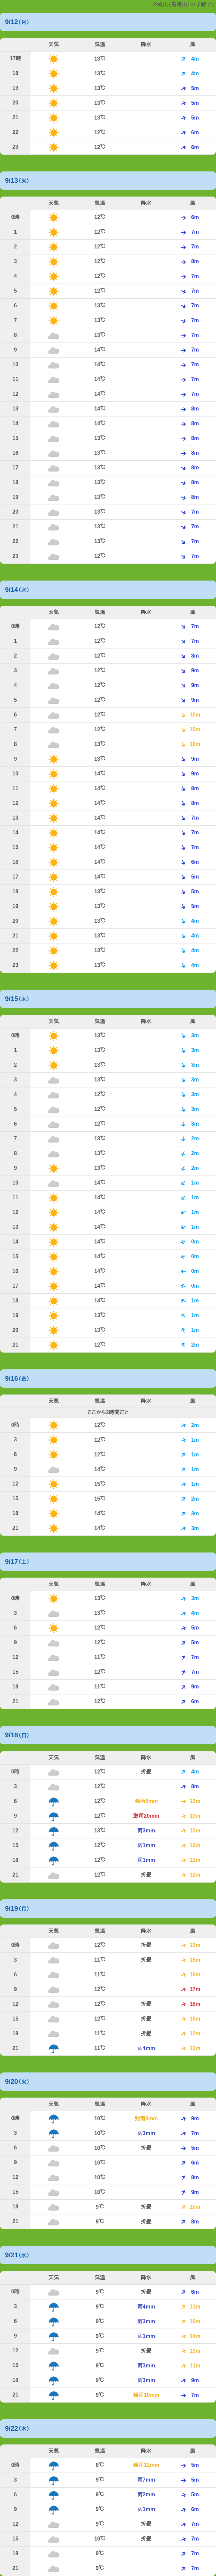 の予報です
9/12(月)
天気 気温 降水 風
17時 13℃ 4m
18 13℃ 4m
19 13℃ 5m
20 13℃ 5m
21 13℃ 5m
22 12℃ 6m
23 12℃ 6m
9/13(火)
天気 気温 降水 風
0時 12℃ 6m
1 12℃ 7m
2 12℃ 7m
3 12℃ 8m
4 12℃ 7m
5 12℃ 7m
6 13℃ 7m
7 13℃ 7m
8 13℃ 7m
9 14℃ 7m
10 14℃ 7m
11 14℃ 7m
12 14℃ 7m
13 14℃ 8m
14 14℃ 8m
15 13℃ 8m
16 13℃ 8m
17 13℃ 8m
18 13℃ 8m
19 13℃ 8m
20 13℃ 7m
21 13℃ 7m
22 13℃ 7m
23 12℃ 7m
9/14(水)
天気 気温 降水 風
0時 12℃ 7m
1 12℃ 7m
2 12℃ 8m
3 12℃ 9m
4 12℃ 9m
5 12℃ 9m
6 12℃ 10m
7 12℃ 10m
8 13℃ 10m
9 13℃ 9m
10 14℃ 9m
11 14℃ 8m
12 14℃ 8m
13 14℃ 7m
14 14℃ 7m
15 14℃ 7m
16 14℃ 6m
17 14℃ 5m
18 13℃ 5m
19 13℃ 5m
20 13℃ 4m
21 13℃ 4m
22 13℃ 4m
23 13℃ 4m
9/15(木)
天気 気温 降水 風
0時 13℃ 3m
1 13℃ 3m
2 13℃ 3m
3 13℃ 3m
4 12℃ 3m
5 12℃ 3m
6 12℃ 3m
7 13℃ 2m
8 13℃ 2m
9 13℃ 2m
10 14℃ 1m
11 14℃ 1m
12 14℃ 1m
13 14℃ 1m
14 14℃ 0m
15 14℃ 0m
16 14℃ 0m
17 14℃ 0m
18 14℃ 1m
19 13℃ 1m
20 13℃ 1m
21 12℃ 2m
9/16(金)
天気 気温 降水 風
ここから3時間ごと
0時 12℃ 2m
3 12℃ 1m
6 12℃ 1m
9 14℃ 1m
12 15℃ 1m
15 15℃ 2m
18 14℃ 3m
21 14℃ 3m
9/17(土)
天気 気温 降水 風
0時 13℃ 3m
3 13℃ 4m
6 12℃ 5m
9 12℃ 5m
12 11℃ 7m
15 12℃ 7m
18 11℃ 9m
21 12℃ 6m
9/18(日)
天気 気温 降水 風
0時 12℃ 折畳 4m
3 12℃ 8m
6 12℃ 強雨8mm 12m
9 12℃ 豪雨20mm 13m
12 13℃ 雨3mm 13m
15 12℃ 雨1mm 12m
18 12℃ 雨1mm 11m
21 12℃ 折畳 12m
9/19(月)
天気 気温 降水 風
0時 12℃ 折畳 13m
3 11℃ 折畳 15m
6 11℃ 16m
9 12℃ 17m
12 12℃ 折畳 18m
15 12℃ 折畳 15m
18 11℃ 折畳 12m
21 11℃ 雨4mm 11m
9/20(火)
天気 気温 降水 風
0時 10℃ 強雨8mm 9m
3 10℃ 雨3mm 7m
6 10℃ 折畳 5m
9 10℃ 6m
12 10℃ 8m
15 10℃ 9m
18 9℃ 折畳 10m
21 9℃ 折畳 8m
9/21(水)
天気 気温 降水 風
0時 9℃ 折畳 6m
3 9℃ 雨4mm 11m
6 9℃ 雨3mm 16m
9 9℃ 雨1mm 14m
12 9℃ 折畳 13m
15 9℃ 雨3mm 11m
18 9℃ 雨3mm 9m
21 9℃ 強雨10mm 7m
9/22(木)
天気 気温 降水 風
0時 8℃ 強雨12mm 5m
3 9℃ 雨7mm 5m
6 9℃ 雨2mm 5m
9 9℃ 雨1mm 6m
12 9℃ 折畳 7m
15 10℃ 折畳 7m
18 9℃ 7m
21 9℃ 7m